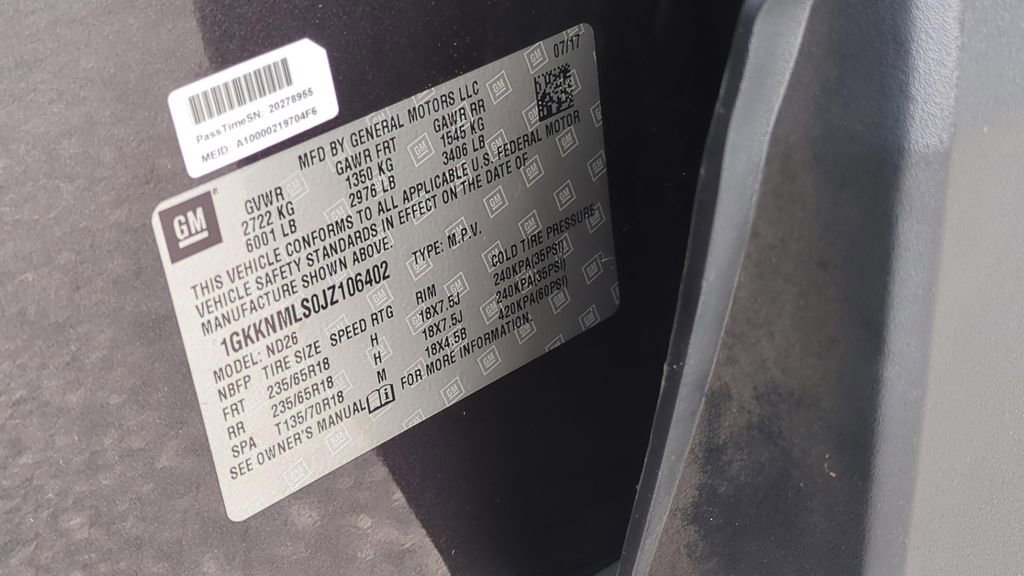 PassTimeSN: 20278955
MEID: A10000219704F6
GM
MFD BY GENERAL MOTORS LLC 07/17
GVWR GAWR FRT GAWR RR
2722 KG 1350 KG 1545 KG
6001 LB 2976 LB 3406 LB
THIS VEHICLE CONFORMS TO ALL APPLICABLE U.S. FEDERAL MOTOR
VEHICLE SAFETY STANDARDS IN EFFECT ON THE DATE OF
MANUFACTURE SHOWN ABOVE.
1GKKNMLS0JZ106402 TYPE: M.P.V.
MODEL: ND26
NBFP TIRE SIZE SPEED RTG RIM COLD TIRE PRESSURE
FRT 235/65R18 H 18X7.5J 240KPA(35PSI)
RR 235/65R18 H 18X7.5J 240KPA(35PSI)
SPA T135/70R18 M 18X4.5B 420KPA(60PSI)
SEE OWNER'S MANUAL FOR MORE INFORMATION.